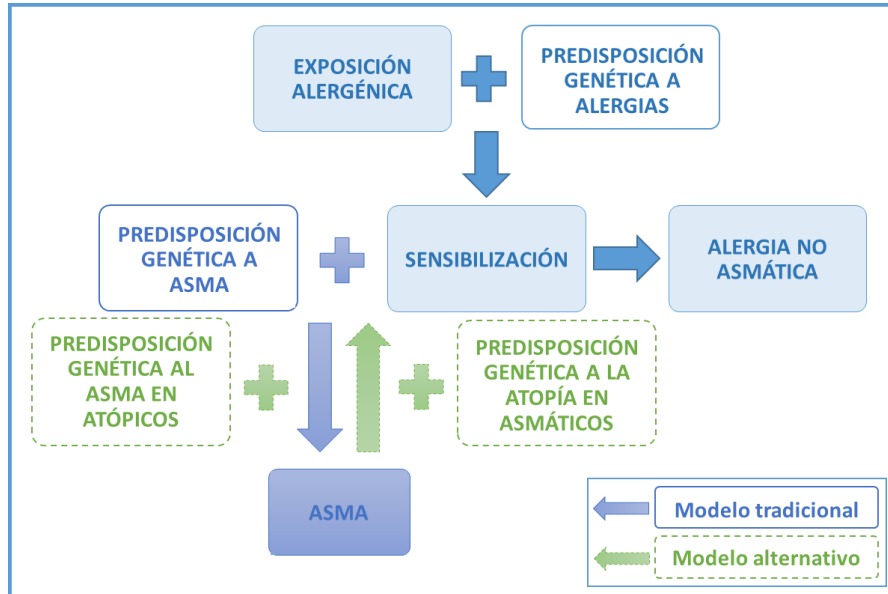 EXPOSICIÓN
ALERGÉNICA
PREDISPOSICIÓN
GENÉTICA A
ALERGIAS
PREDISPOSICIÓN
GENÉTICA A
ASMA
SENSIBILIZACIÓN
ALERGIA NO
ASMÁTICA
PREDISPOSICIÓN
GENÉTICA AL
ASMA EN
ATÓPICOS
PREDISPOSICIÓN
GENÉTICA A LA
ATOPÍA EN
ASMÁTICOS
ASMA
Modelo tradicional
Modelo alternativo